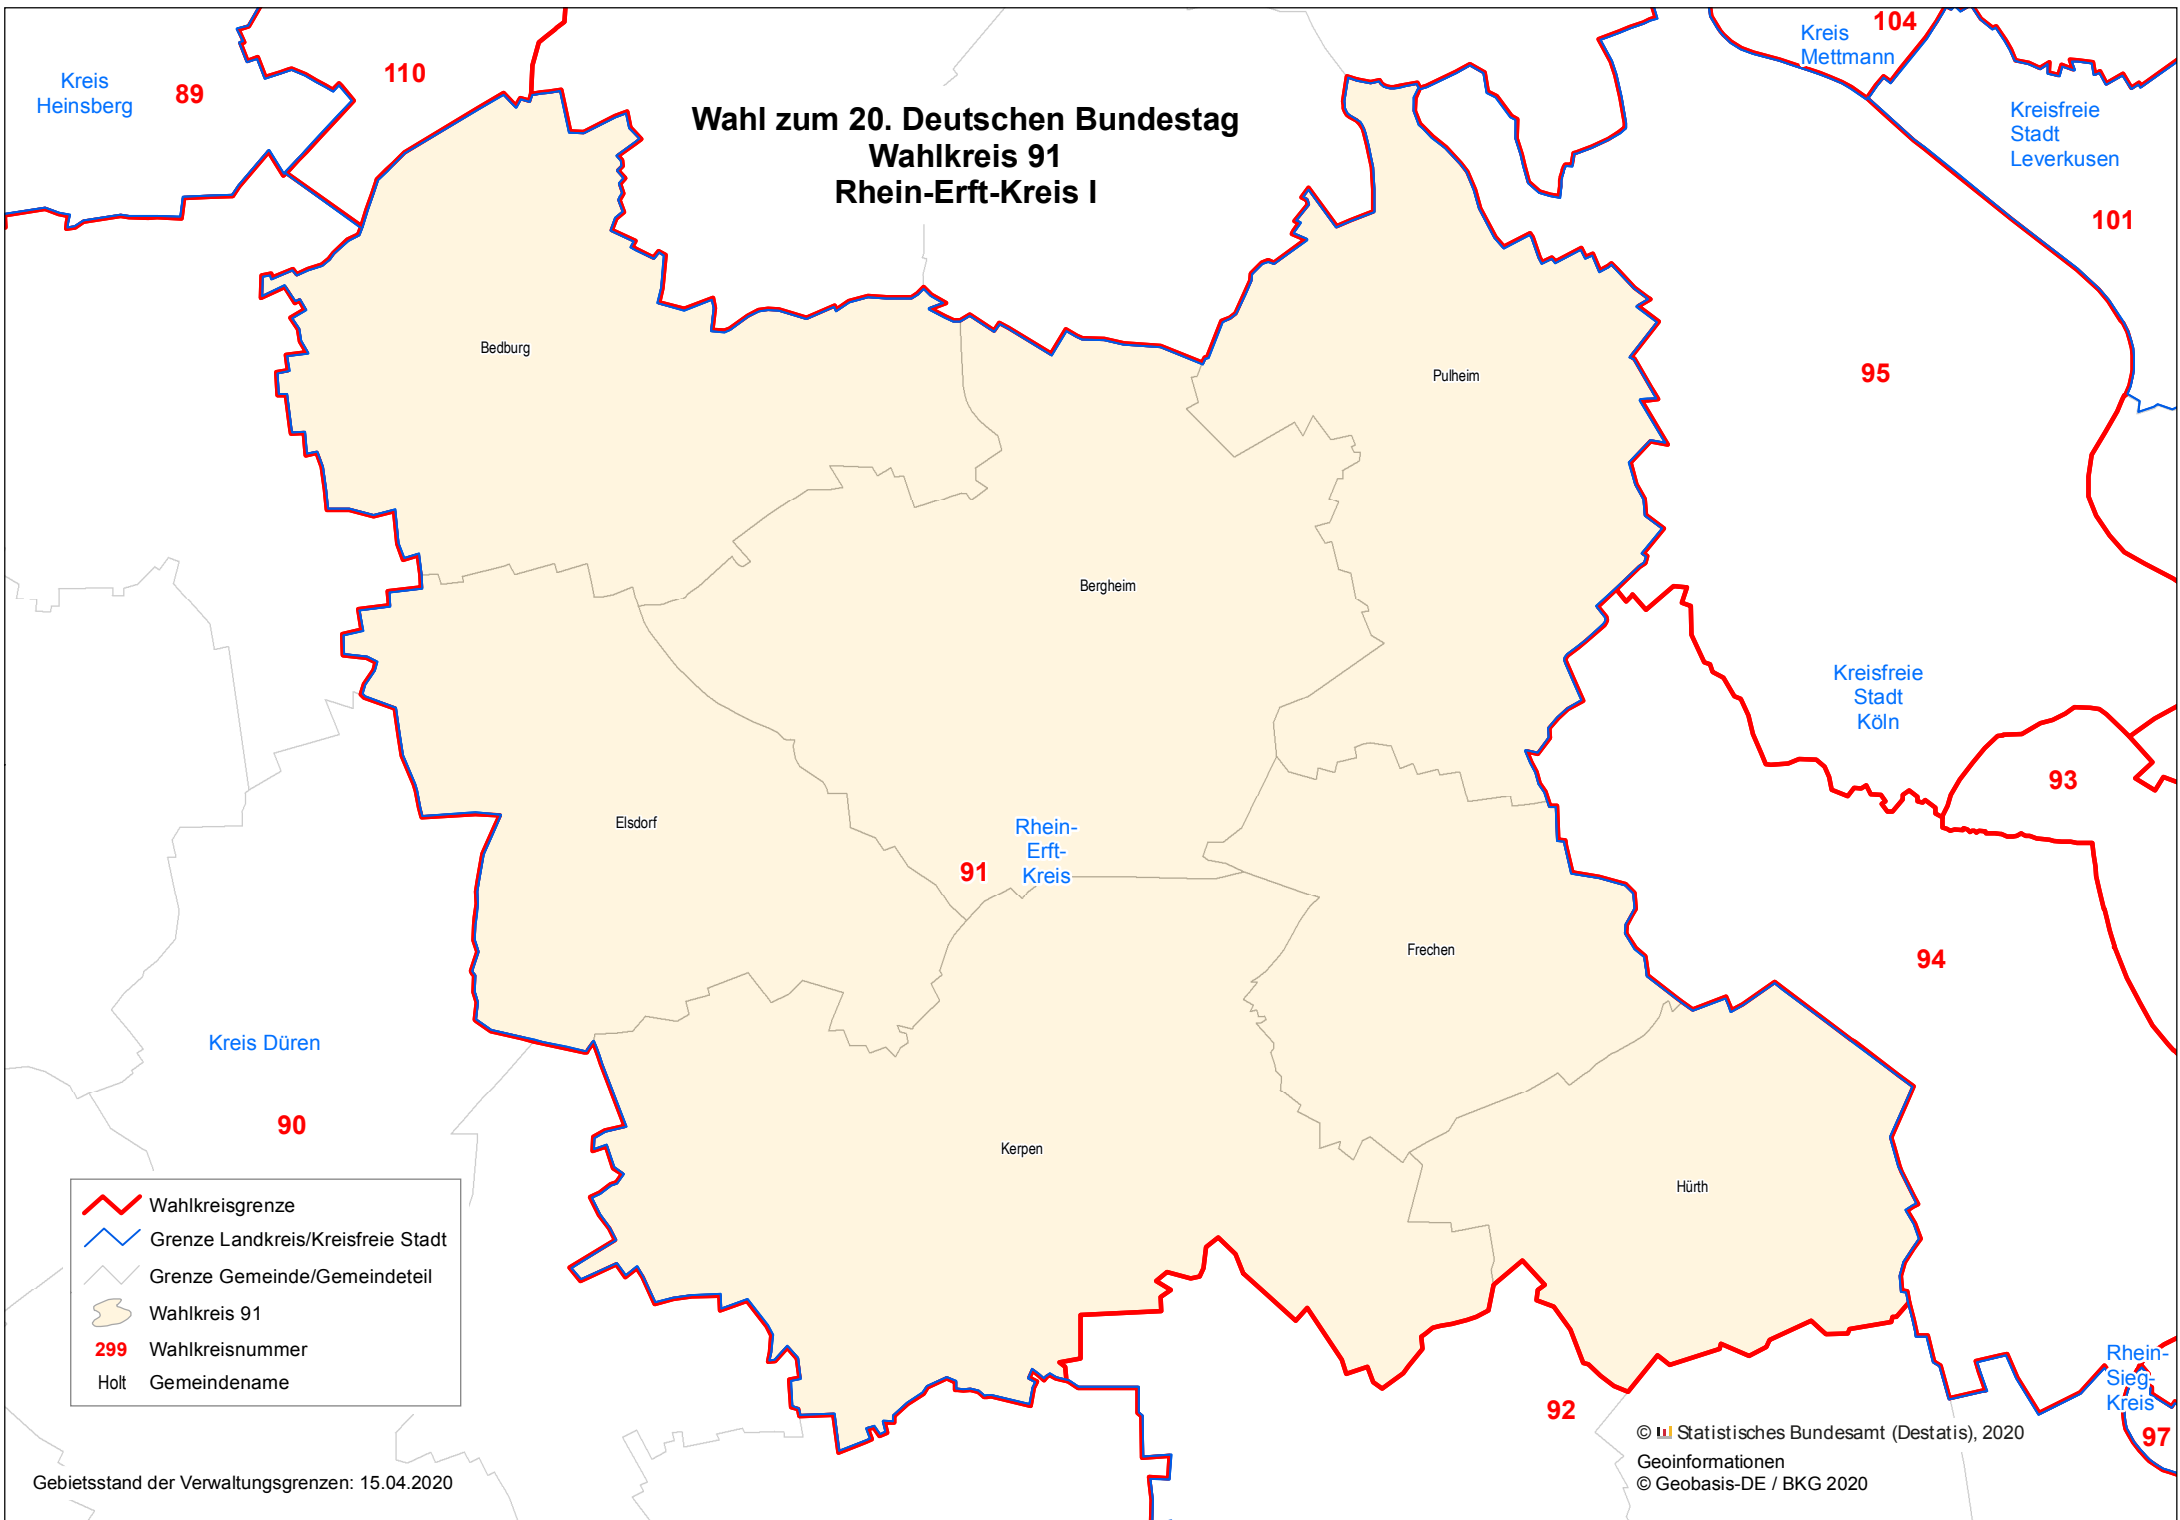 Wahl zum 20. Deutschen Bundestag
Wahlkreis 91
Rhein-Erft-Kreis I
Kreis
Heinsberg
89
110
Kreis
Mettmann
104
Kreisfreie
Stadt
Leverkusen
101
Bedburg
Pulheim
95
Bergheim
Kreisfreie
Stadt
Köln
93
Elsdorf
Rhein-
Erft-
Kreis
91
Frechen
94
Kreis Düren
90
Kerpen
Hürth
Wahlkreisgrenze
Grenze Landkreis/Kreisfreie Stadt
Grenze Gemeinde/Gemeindeteil
Wahlkreis 91
299 Wahlkreisnummer
Holt Gemeindename
92
Rhein-
Sieg-
Kreis
97
© Statistisches Bundesamt (Destatis), 2020
Geoinformationen
© Geobasis-DE / BKG 2020
Gebietsstand der Verwaltungsgrenzen: 15.04.2020